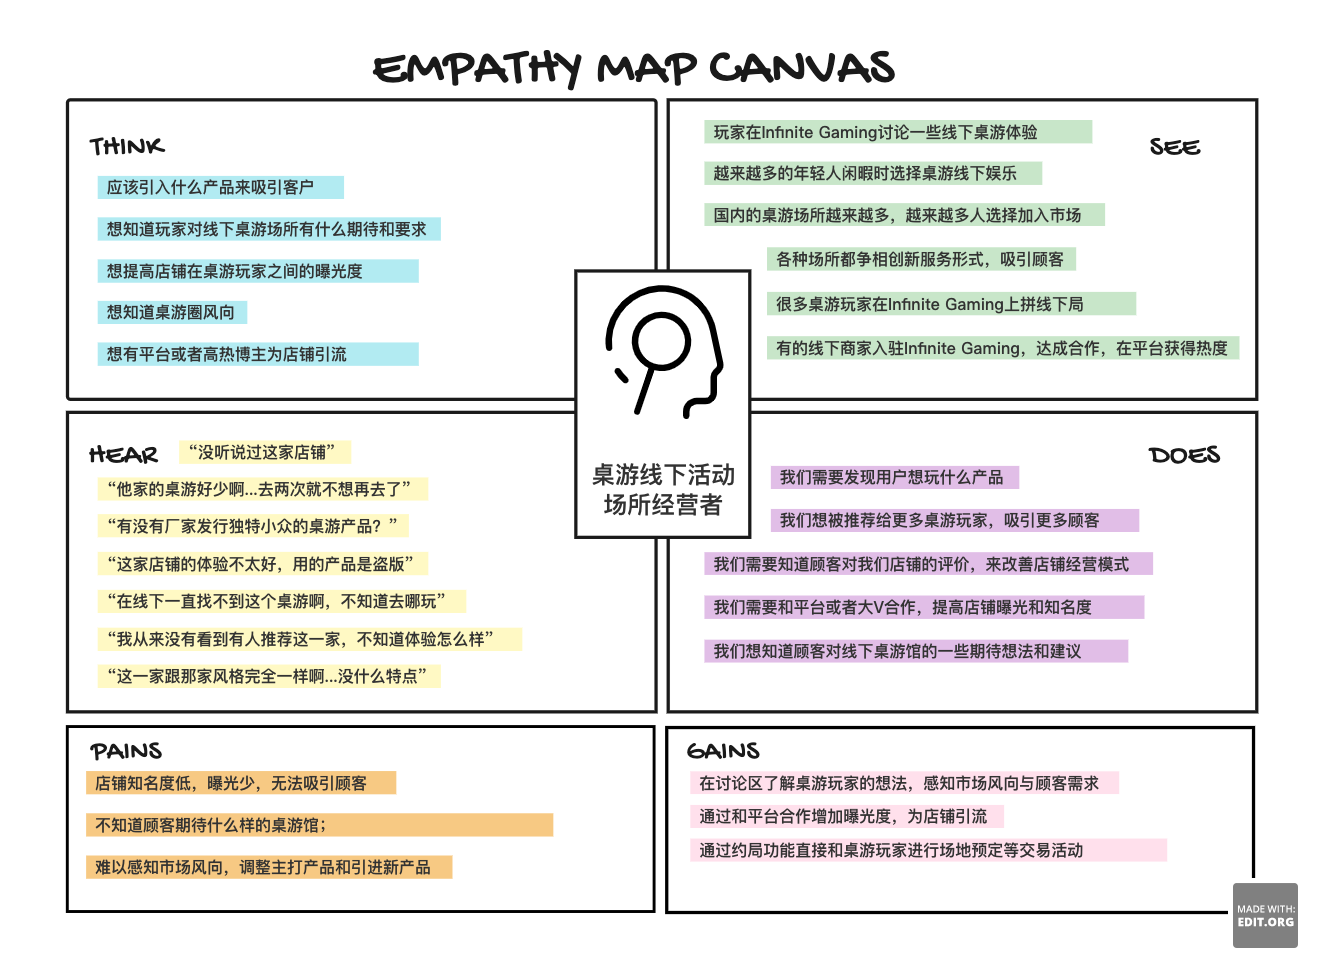 EMPATHY MAP CANVAS
THINK
应该引入什么产品来吸引客户
想知道玩家对线下桌游场所有什么期待和要求
想提高店铺在桌游玩家之间的曝光度
想知道桌游圈风向
想有平台或者高热博主为店铺引流
SEE
玩家在Infinite Gaming讨论一些线下桌游体验
越来越多的年轻人闲暇时选择桌游线下娱乐
国内的桌游场所越来越多，越来越多人选择加入市场
各种场所都争相创新服务形式，吸引顾客
很多桌游玩家在Infinite Gaming上拼线下局
有的线下商家入驻Infinite Gaming，达成合作，在平台获得热度
桌游线下活动
场所经营者
HEAR
“没听说过这家店铺”
“他家的桌游好少啊...去两次就不想再去了”
“有没有厂家发行独特小众的桌游产品？”
“这家店铺的体验不太好，用的产品是盗版”
“在线下一直找不到这个桌游啊，不知道去哪玩”
“我从来没有看到有人推荐这一家，不知道体验怎么样”
“这一家跟那家风格完全一样啊...没什么特点”
DOES
我们需要发现用户想玩什么产品
我们想被推荐给更多桌游玩家，吸引更多顾客
我们需要知道顾客对我们店铺的评价，来改善店铺经营模式
我们需要和平台或者大V合作，提高店铺曝光和知名度
我们想知道顾客对线下桌游馆的一些期待想法和建议
PAINS
店铺知名度低，曝光少，无法吸引顾客
不知道顾客期待什么样的桌游馆；
难以感知市场风向，调整主打产品和引进新产品
GAINS
在讨论区了解桌游玩家的想法，感知市场风向与顾客需求
通过和平台合作增加曝光度，为店铺引流
通过约局功能直接和桌游玩家进行场地预定等交易活动
MADE WITH:
EDIT.ORG